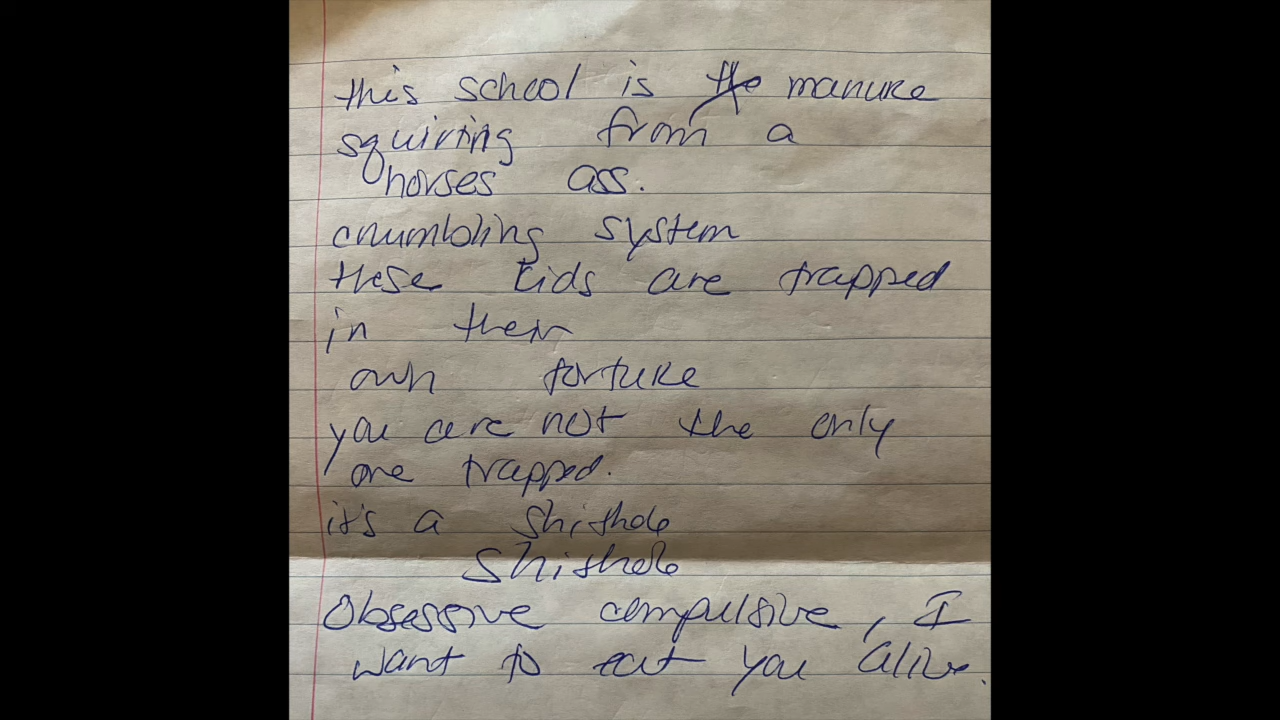 this school is the manure
squirting from a
horses ass.
crumbling system
these kids are trapped
in their
own torture
you are not the only
one trapped.
it's a shithole
shithole
Obsessive compulsive, I
want to eat you alive.